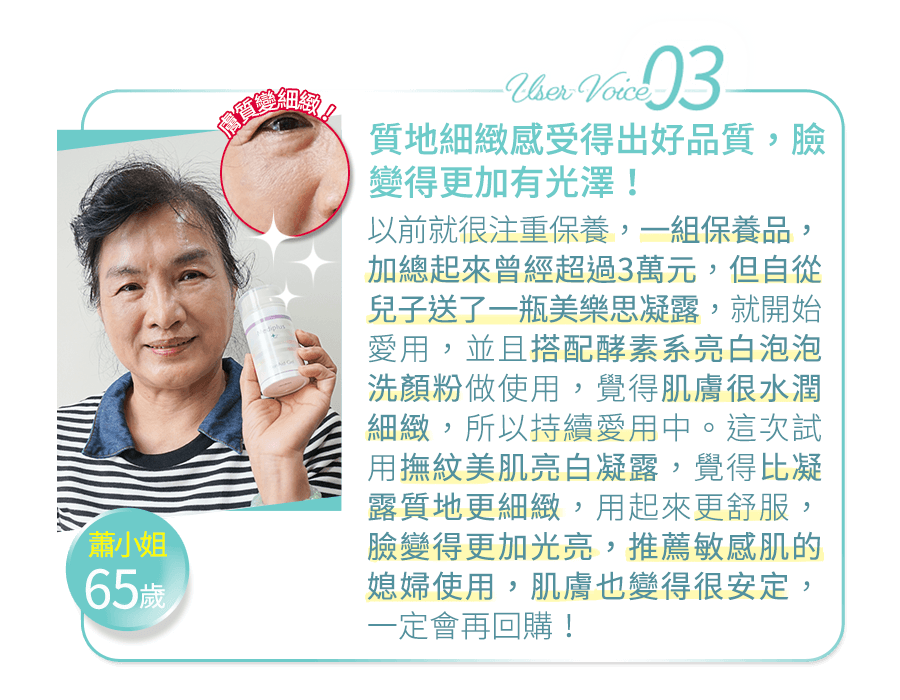 User Voice 03
膚質變細緻！
質地細緻感受得出好品質，臉
變得更加有光澤！
以前就很注重保養，一組保養品，
加總起來曾經超過3萬元，但自從
兒子送了一瓶美樂思凝露，就開始
愛用，並且搭配酵素系亮白泡泡
洗顏粉做使用，覺得肌膚很水潤
細緻，所以持續愛用中。這次試
用撫紋美肌亮白凝露，覺得比凝
露質地更細緻，用起來更舒服，
臉變得更加光亮，推薦敏感肌的
媳婦使用，肌膚也變得很安定，
一定會再回購！
蕭小姐
65歲